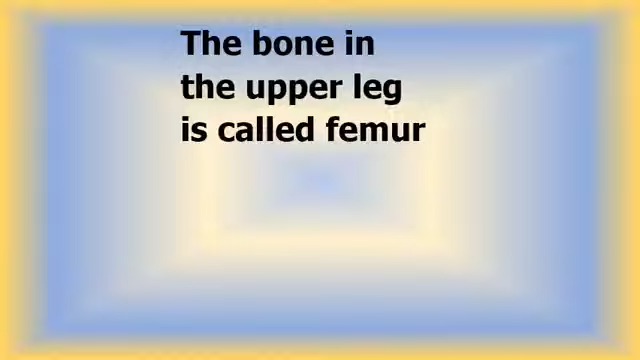 The bone in
the upper leg
is called femur